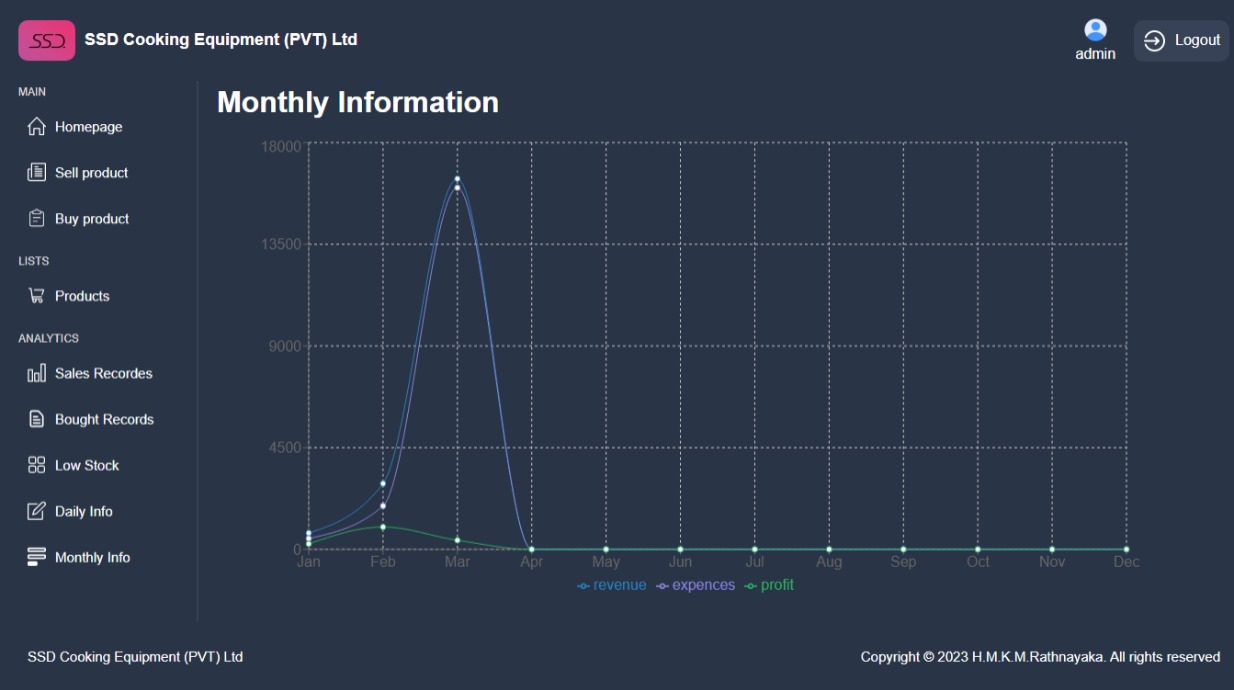 SSD
SSD Cooking Equipment (PVT) Ltd
admin
Logout
MAIN
Homepage
Sell product
Buy product
LISTS
Products
ANALYTICS
Sales Recordes
Bought Records
Low Stock
Daily Info
Monthly Info
Monthly Information
18000
13500
9000
4500
0
Jan Feb Mar Apr May Jun Jul Aug Sep Oct Nov Dec
revenue expences profit
SSD Cooking Equipment (PVT) Ltd
Copyright © 2023 H.M.K.M.Rathnayaka. All rights reserved